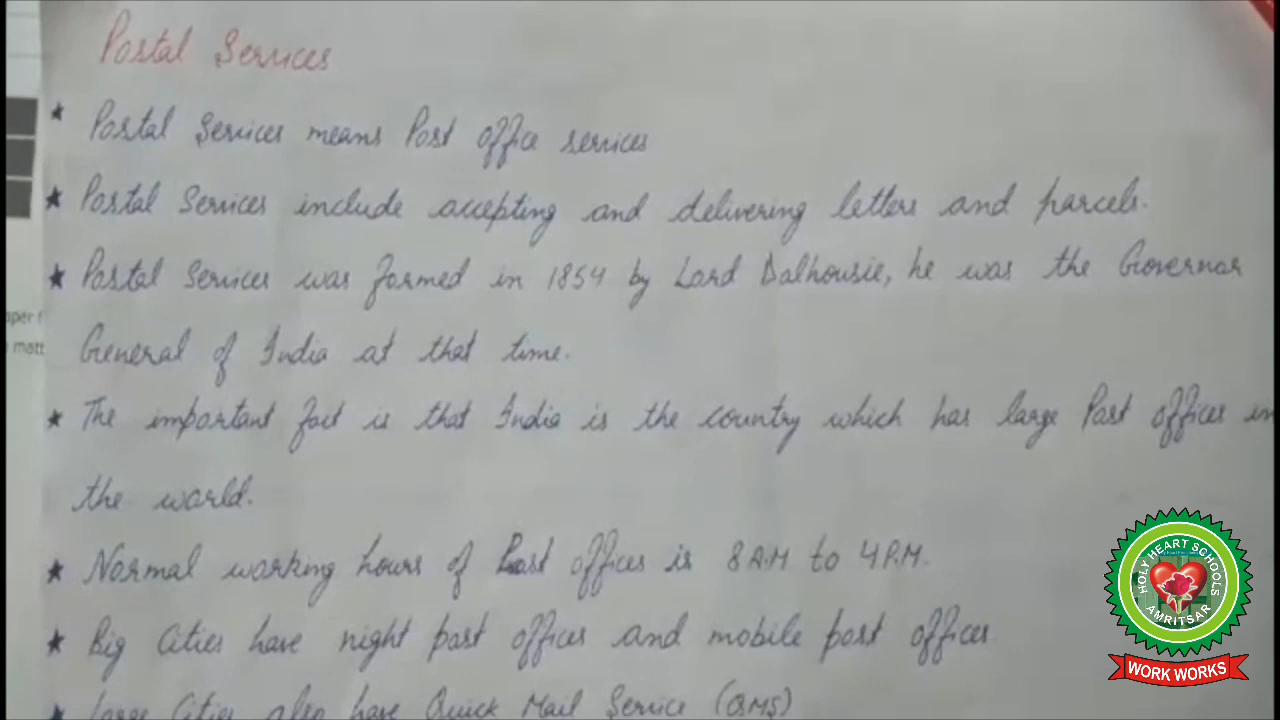 Postal Services
★ Postal Services means Post office services
★ Postal Services include accepting and delivering letters and parcels.
★ Postal Services was formed in 1854 by Lord Dalhousie, he was the Governor
General of India at that time.
★ The important fact is that India is the country which has large Post offices in
the world.
★ Normal working hours of Post offices is 8 A.M to 4 P.M.
★ Big Cities have night post offices and mobile post offices
★ Large Cities also have Quick Mail Service (QMS)
aper f
matt
HOLY HEART SCHOOLS
AMRITSAR
WORK WORKS